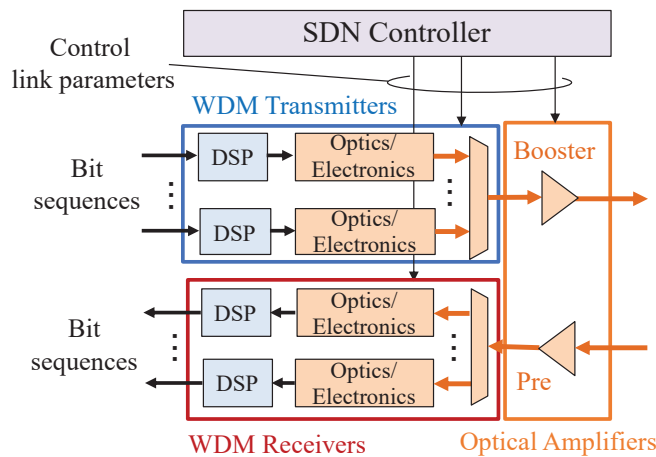 SDN Controller
Control
link parameters
WDM Transmitters
Bit
sequences
DSP
Optics/
Electronics
DSP
Optics/
Electronics
Booster
Bit
sequences
DSP
Optics/
Electronics
DSP
Optics/
Electronics
Pre
WDM Receivers
Optical Amplifiers